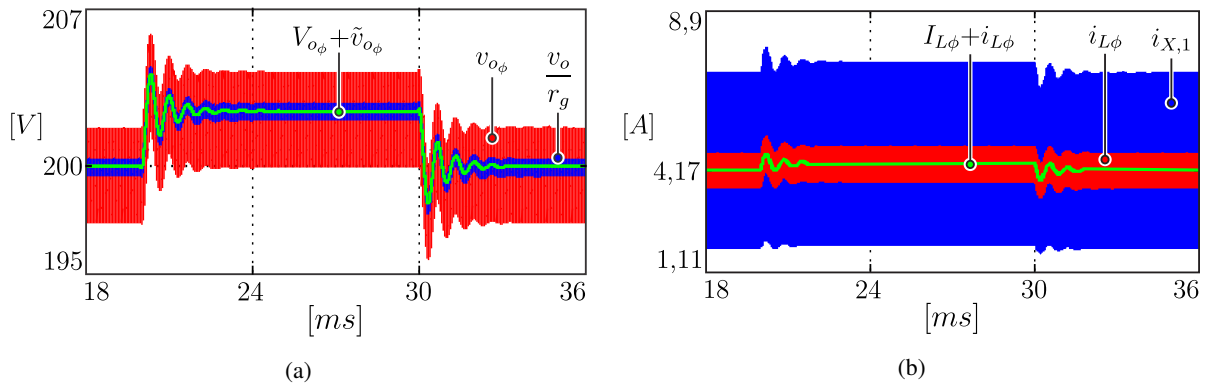 207
200
195
[V]
18 24 30 36
[ms]
V_{o_ϕ}+ṽ_{o_ϕ}
v_{o_ϕ}
v_o
r_g
(a)
8,9
4,17
1,11
[A]
18 24 30 36
[ms]
I_{Lϕ}+i_{Lϕ}
i_{Lϕ}
i_{X,1}
(b)